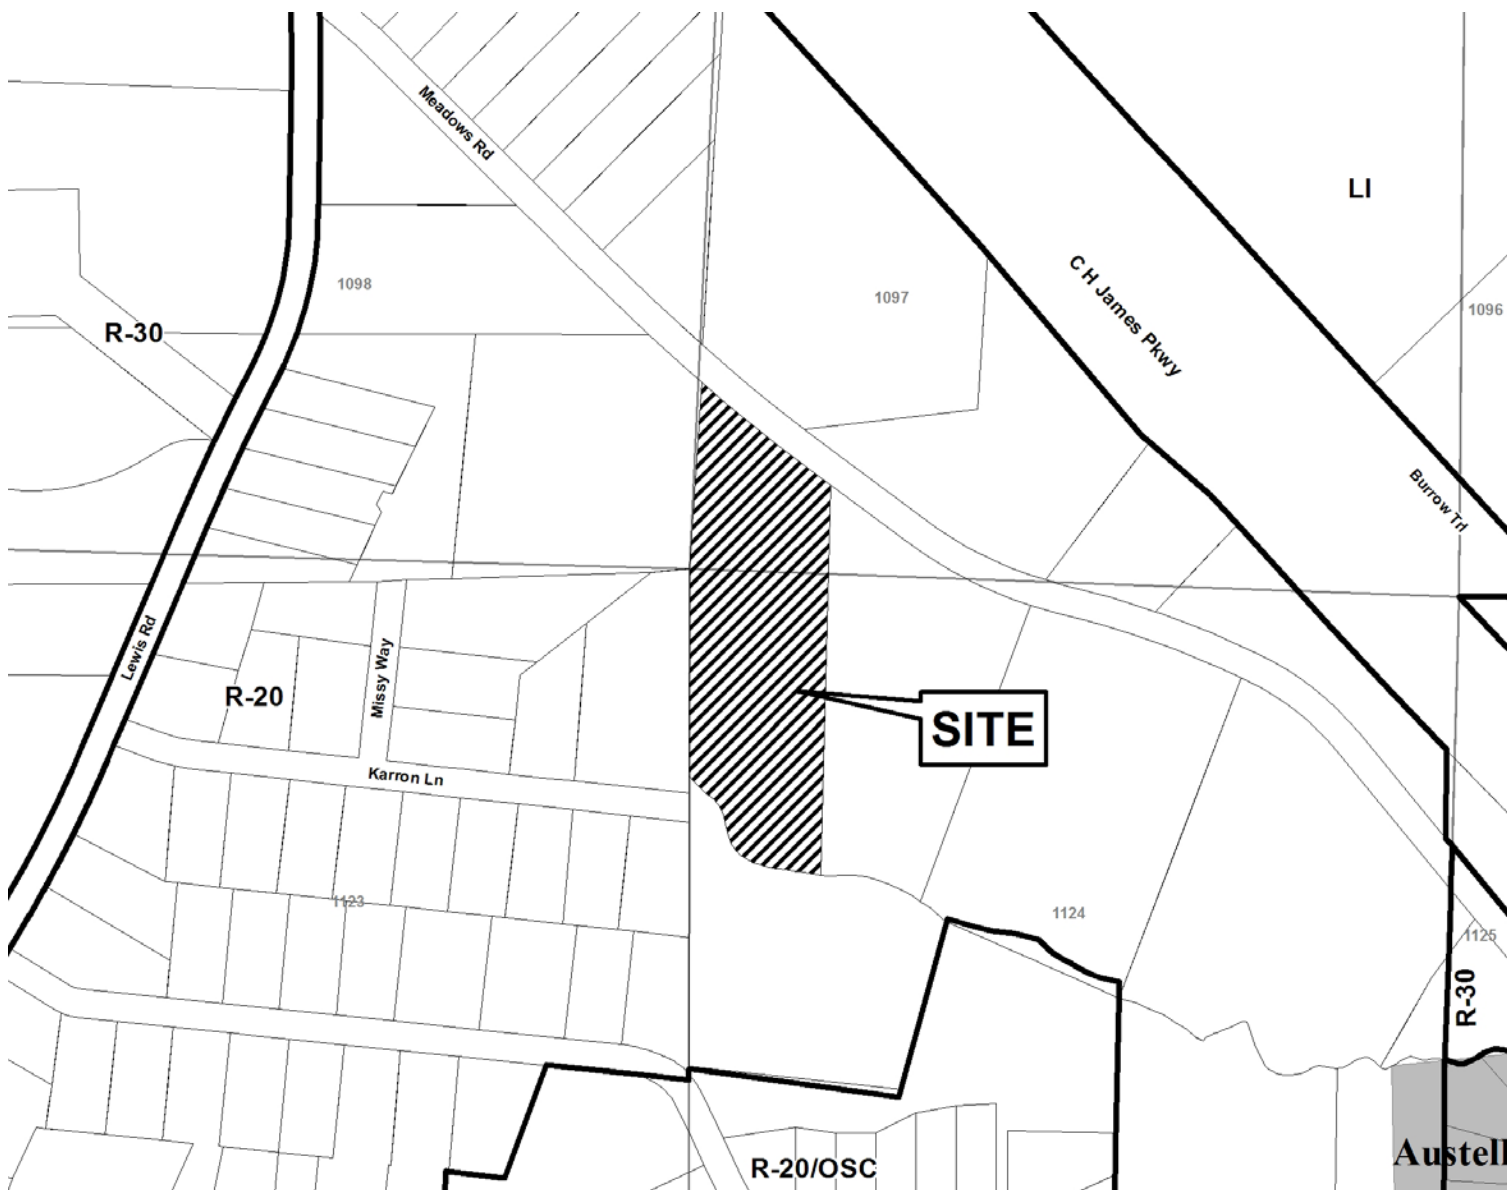 Meadows Rd
LI
C H James Pkwy
1098
1097
1096
R-30
Burrow Trl
Lewis Rd
Missy Way
R-20
SITE
Karron Ln
1123
1124
1125
R-30
Austell
R-20/OSC